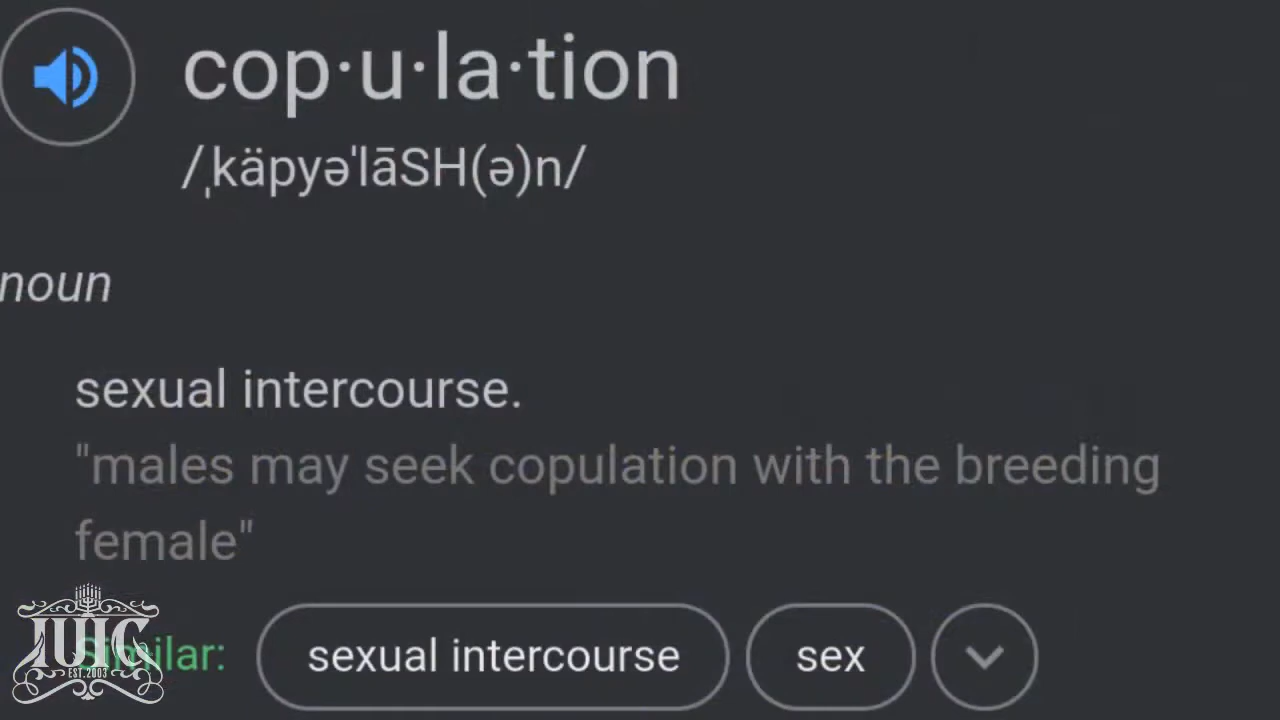 cop·u·la·tion
/ˌkäpyəˈlāSH(ə)n/
noun
sexual intercourse.
"males may seek copulation with the breeding
female"
Similar: sexual intercourse sex
IUIC
EST. 2003